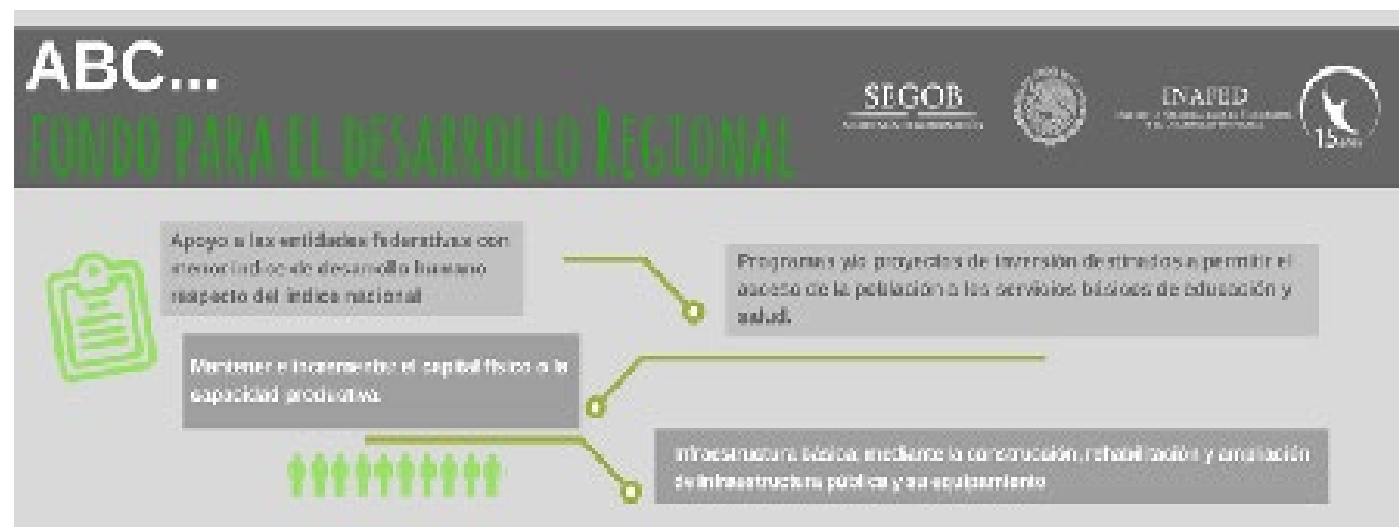 ABC...
FONDO PARA EL DESARROLLO REGIONAL
SEGOB
INAFED
15
Apoyo a las entidades federativas con
menor índice de desarrollo humano
respecto del índice nacional
Programas y/o proyectos de inversión destinados a permitir el
acceso de la población a los servicios básicos de educación y
salud.
Mantener e incrementar el capital físico o la
capacidad productiva
Infraestructura básica, mediante la construcción, rehabilitación y ampliación
de infraestructura pública y su equipamiento